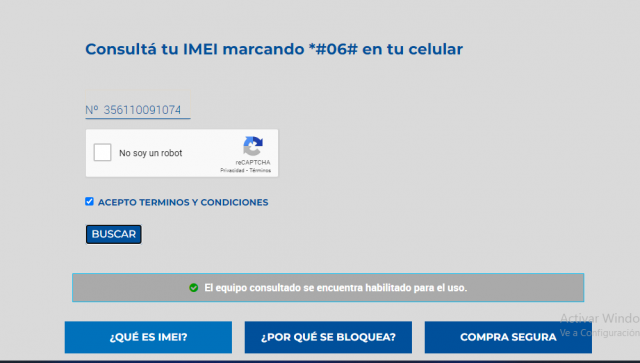 Consultá tu IMEI marcando *#06# en tu celular
Nº 356110091074
No soy un robot
reCAPTCHA
Privacidad - Términos
ACEPTO TERMINOS Y CONDICIONES
BUSCAR
El equipo consultado se encuentra habilitado para el uso.
Activar Windo
Ve a Configuración
¿QUÉ ES IMEI?
¿POR QUÉ SE BLOQUEA?
COMPRA SEGURA